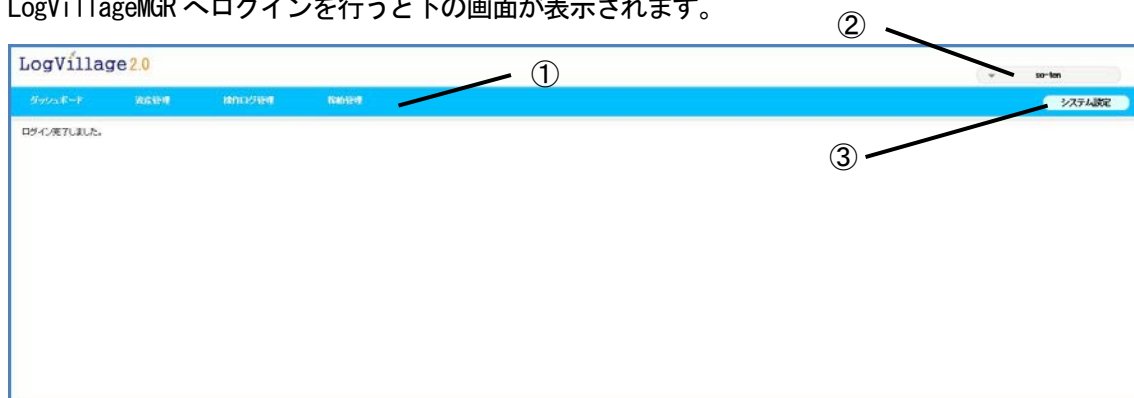 LogVillageMGR へログインを行うと下の画面が表示されます。
②
LogVillage2.0
①
so-ten
ダッシュボード 資産管理 操作ログ管理 稼働管理
システム設定
ログイン完了しました。
③